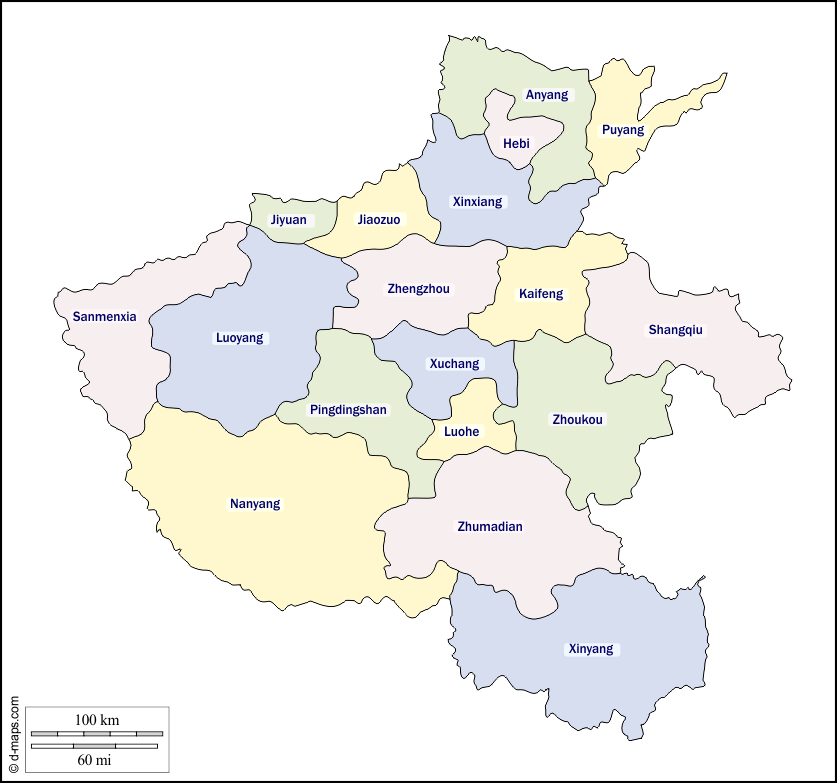 Anyang
Puyang
Hebi
Xinxiang
Jiyuan
Jiaozuo
Zhengzhou
Kaifeng
Sanmenxia
Shangqiu
Luoyang
Xuchang
Pingdingshan
Zhoukou
Luohe
Nanyang
Zhumadian
Xinyang
© d-maps.com
100 km
60 mi